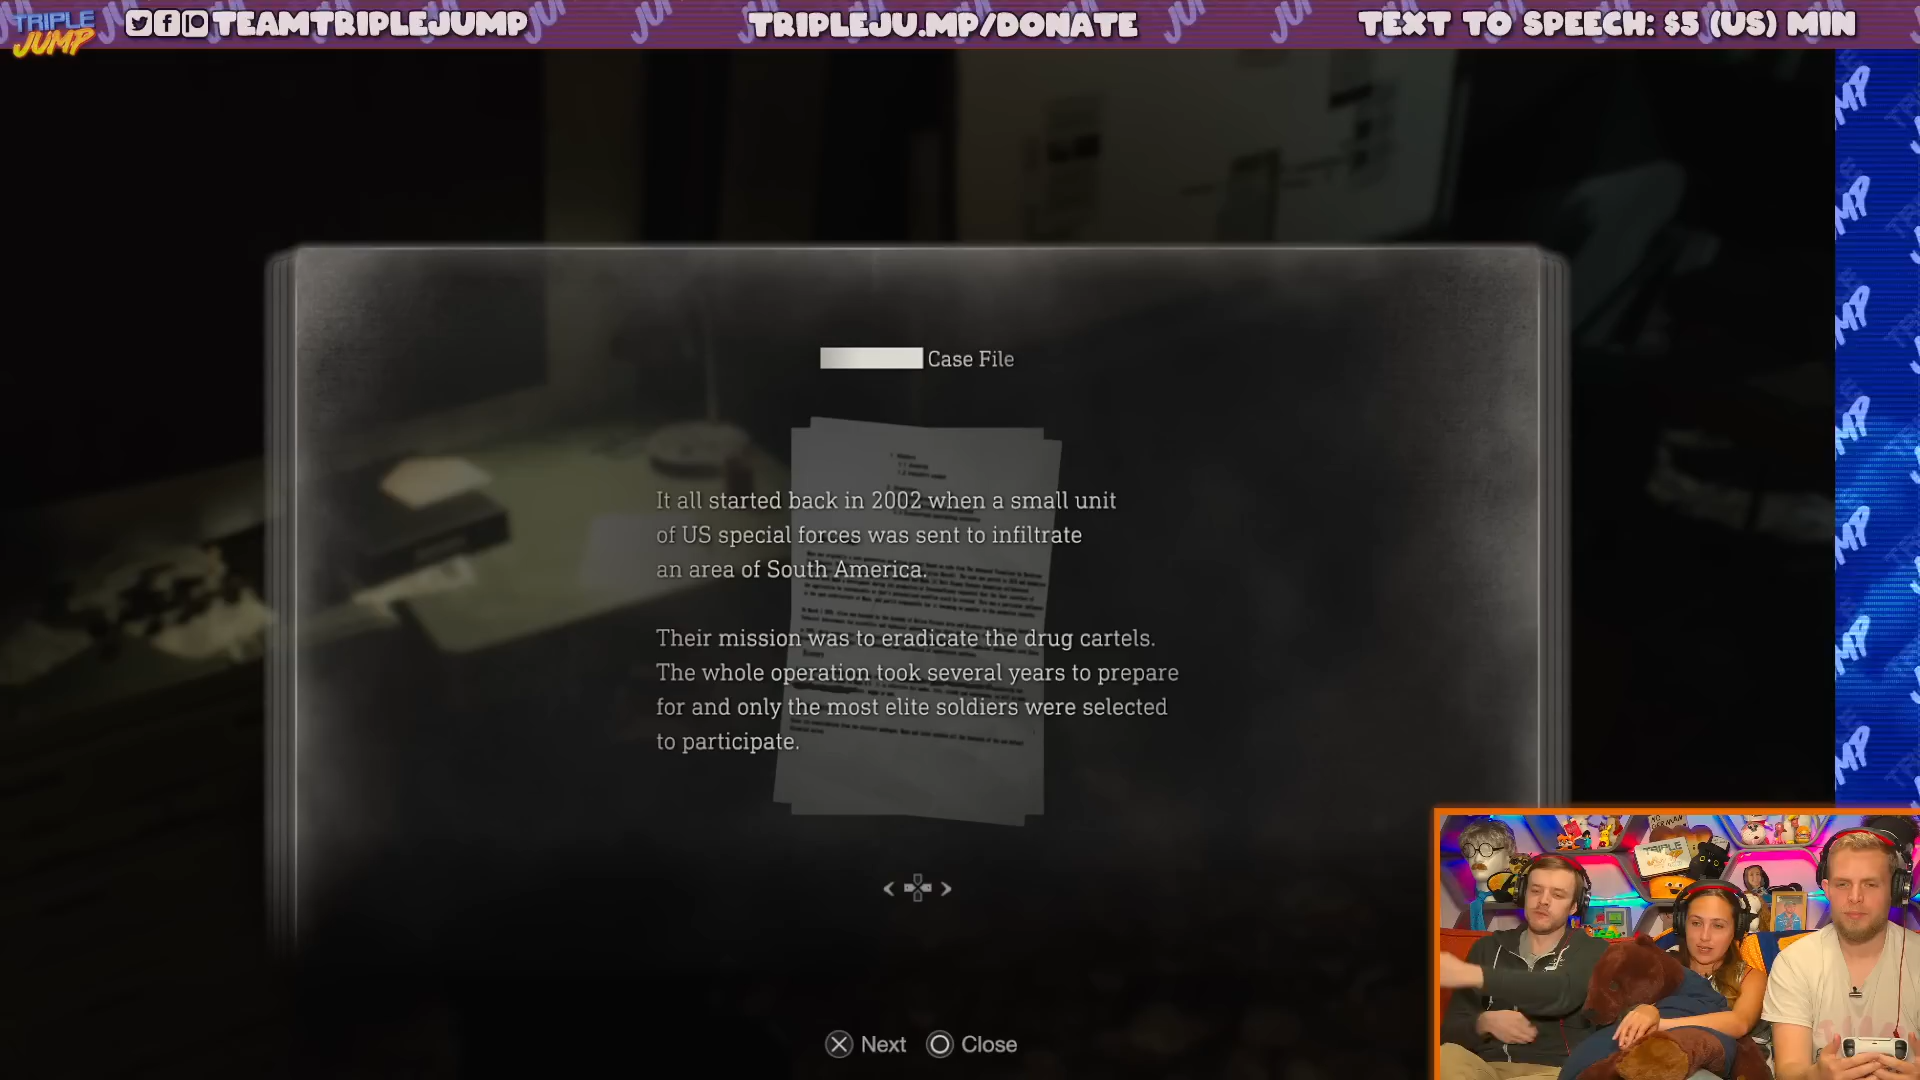 TRIPLE
JUMP
TEAMTRIPLEJUMP
TRIPLEJU.MP/DONATE
TEXT TO SPEECH: $5 (US) MIN
Case File
It all started back in 2002 when a small unit
of US special forces was sent to infiltrate
an area of South America.
Their mission was to eradicate the drug cartels.
The whole operation took several years to prepare
for and only the most elite soldiers were selected
to participate.
Next
Close